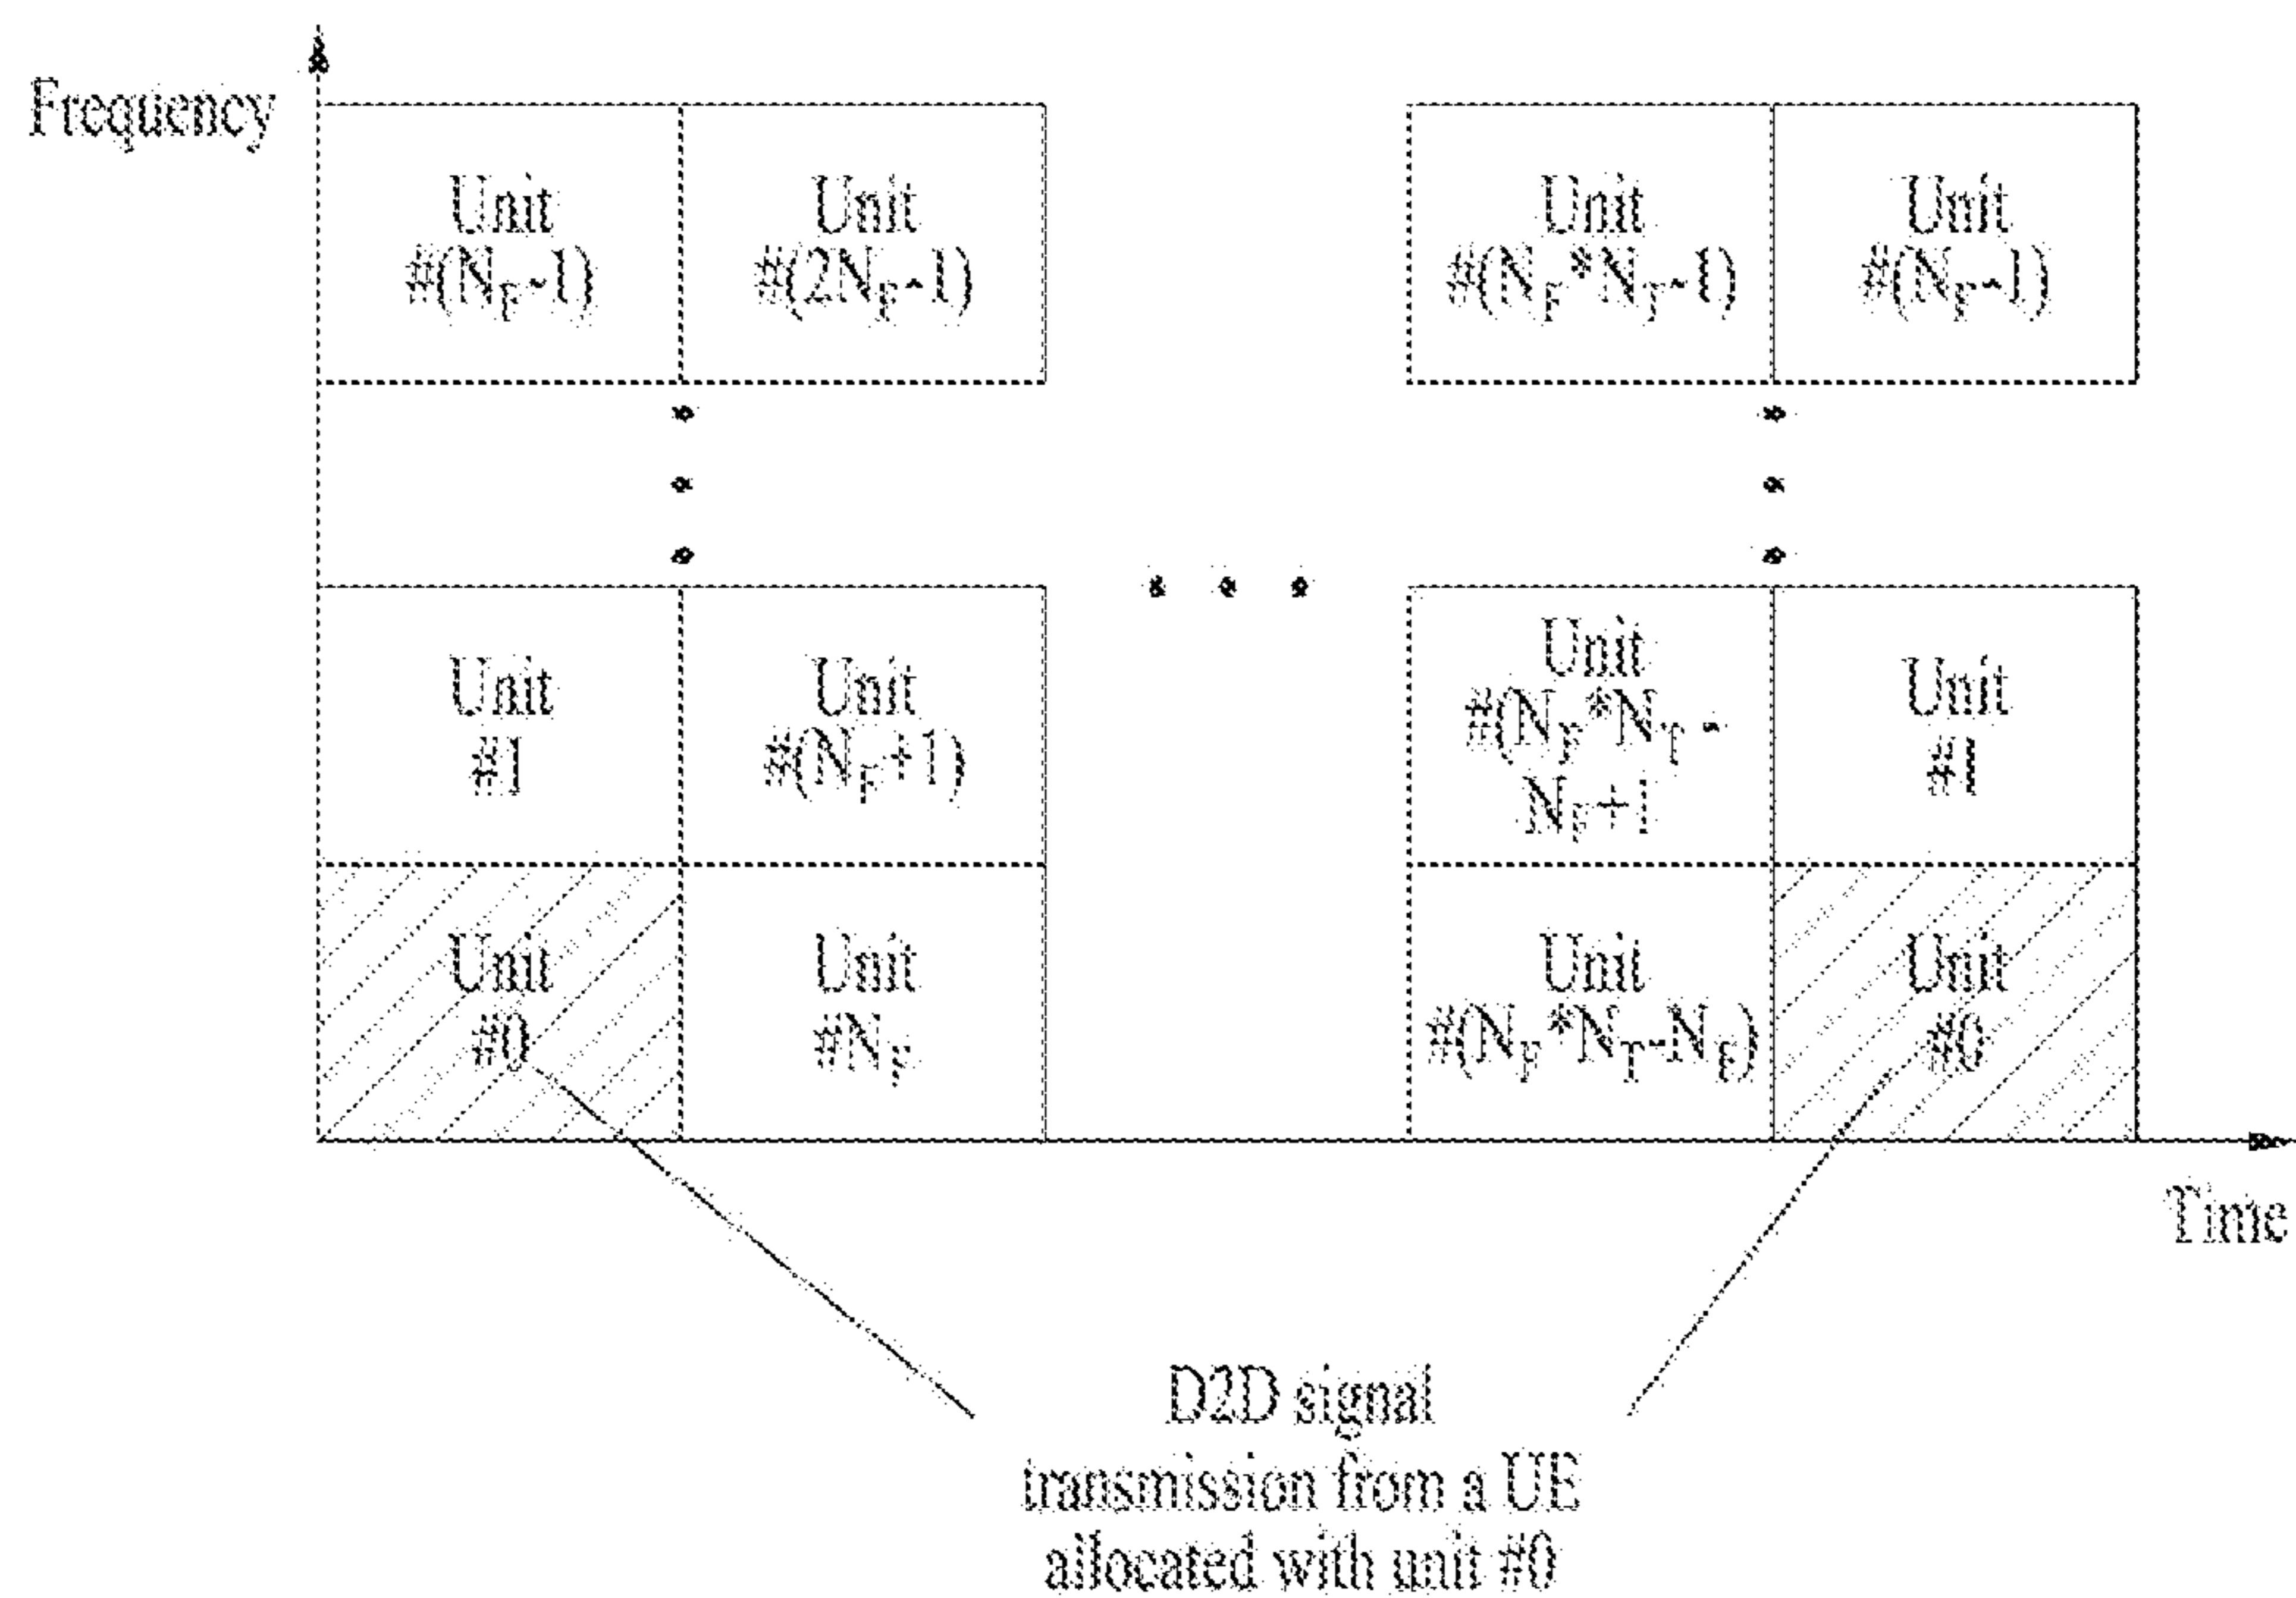 Frequency
Unit
#(N_F-1)
Unit
#(2N_F-1)
Unit
#(N_F*N_T-1)
Unit
#(N_F-1)
Unit
#1
Unit
#(N_F+1)
Unit
#(N_F*N_T -
N_F+1
Unit
#1
Unit
#0
Unit
#N_F
Unit
#(N_F*N_T-N_F)
Unit
#0
Time
D2D signal
transmission from a UE
allocated with unit #0